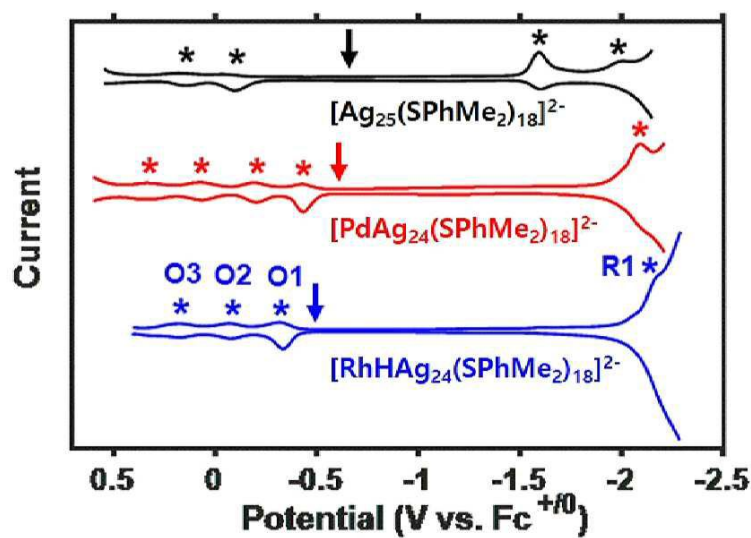 * * * *
[Ag₂₅(SPhMe₂)₁₈]²⁻
* * * * *
[PdAg₂₄(SPhMe₂)₁₈]²⁻
O3 O2 O1 R1 *
* * *
[RhHAg₂₄(SPhMe₂)₁₈]²⁻
Current
0.5 0 -0.5 -1 -1.5 -2 -2.5
Potential (V vs. Fc⁺ᐟ⁰)